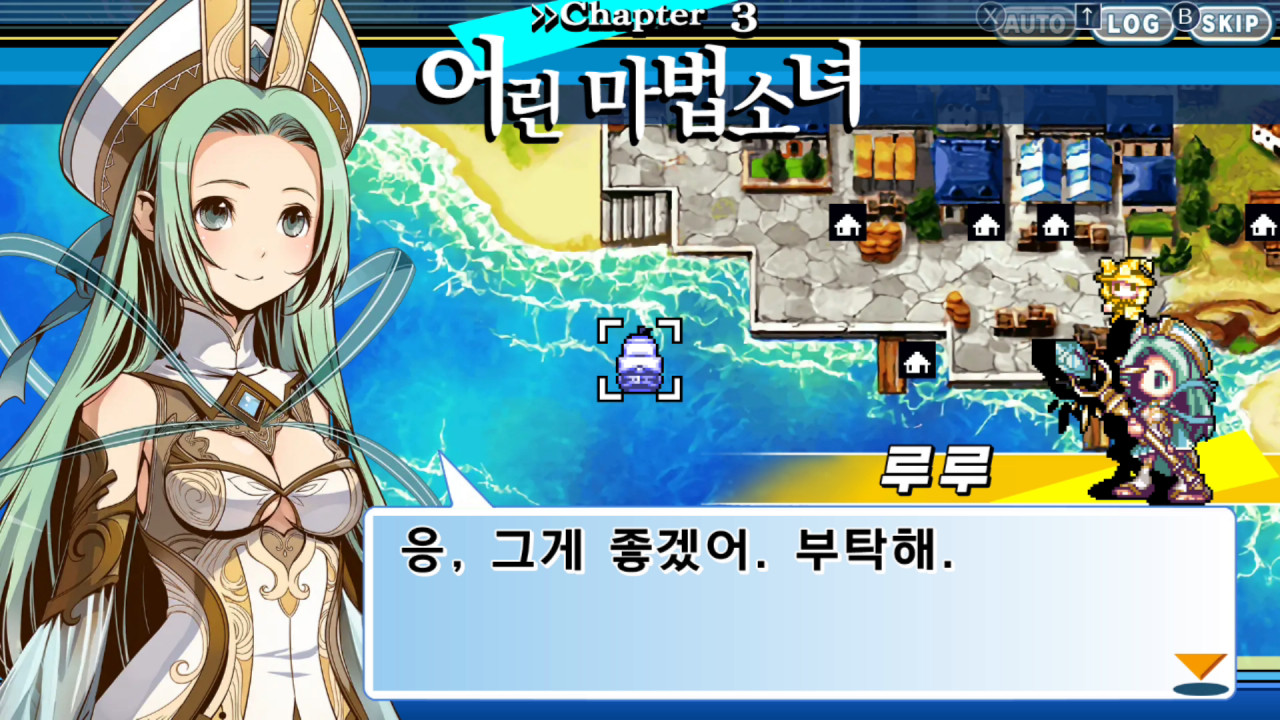 »Chapter 3
X AUTO ↑ LOG B SKIP
어린 마법소녀
루루
응, 그게 좋겠어. 부탁해.